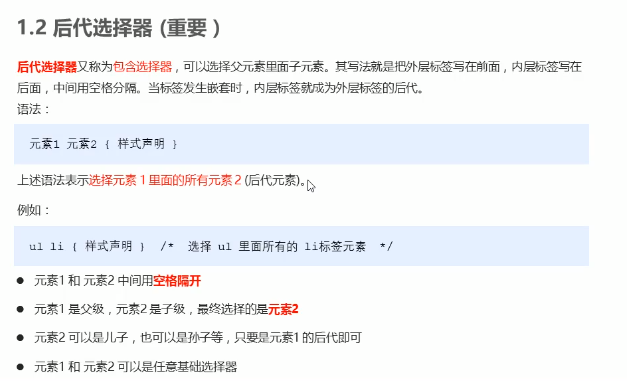 1.2 后代选择器 (重要)
后代选择器又称为包含选择器，可以选择父元素里面子元素。其写法就是把外层标签写在前面，内层标签写在
后面，中间用空格分隔。当标签发生嵌套时，内层标签就成为外层标签的后代。
语法：
元素1 元素2 { 样式声明 }
上述语法表示选择元素 1 里面的所有元素 2 (后代元素)。
例如：
ul li { 样式声明 } /* 选择 ul 里面所有的 li标签元素 */
● 元素1 和 元素2 中间用空格隔开
● 元素1 是父级，元素2 是子级，最终选择的是元素2
● 元素2 可以是儿子，也可以是孙子等，只要是元素1 的后代即可
● 元素1 和 元素2 可以是任意基础选择器